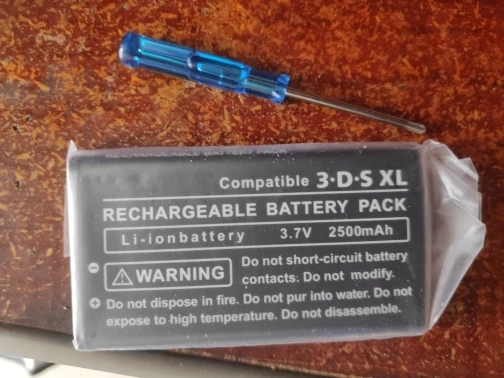 Compatible 3·D·S XL
RECHARGEABLE BATTERY PACK
Li-ionbattery 3.7V 2500mAh
⚠ WARNING
Do not short-circuit battery
contacts. Do not modify.
Do not dispose in fire. Do not pur into water. Do not
expose to high temperature. Do not disassemble.